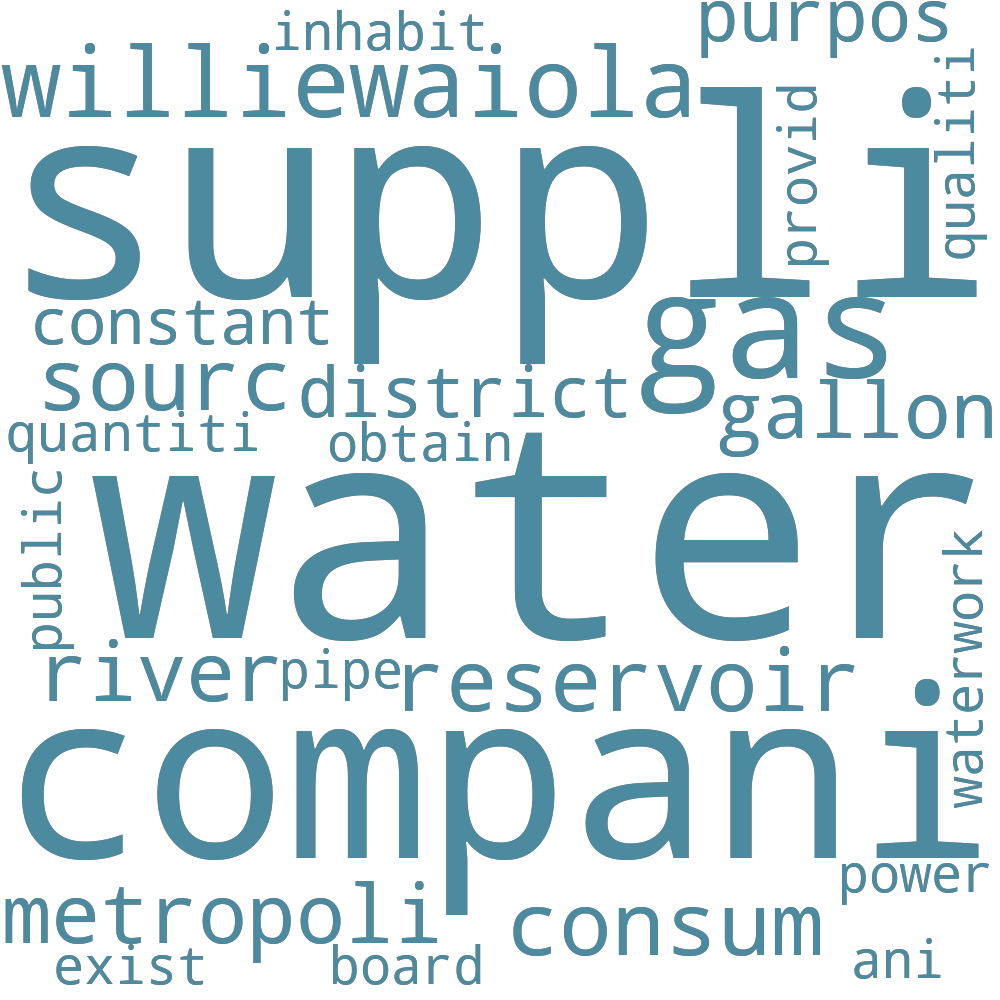 inhabit
purpos
williewaiola
provid
qualiti
suppli
constant
gas
sourc
district
gallon
quantiti
obtain
public
water
waterwork
river
pipe
reservoir
compani
power
metropoli
consum
exist
board
ani